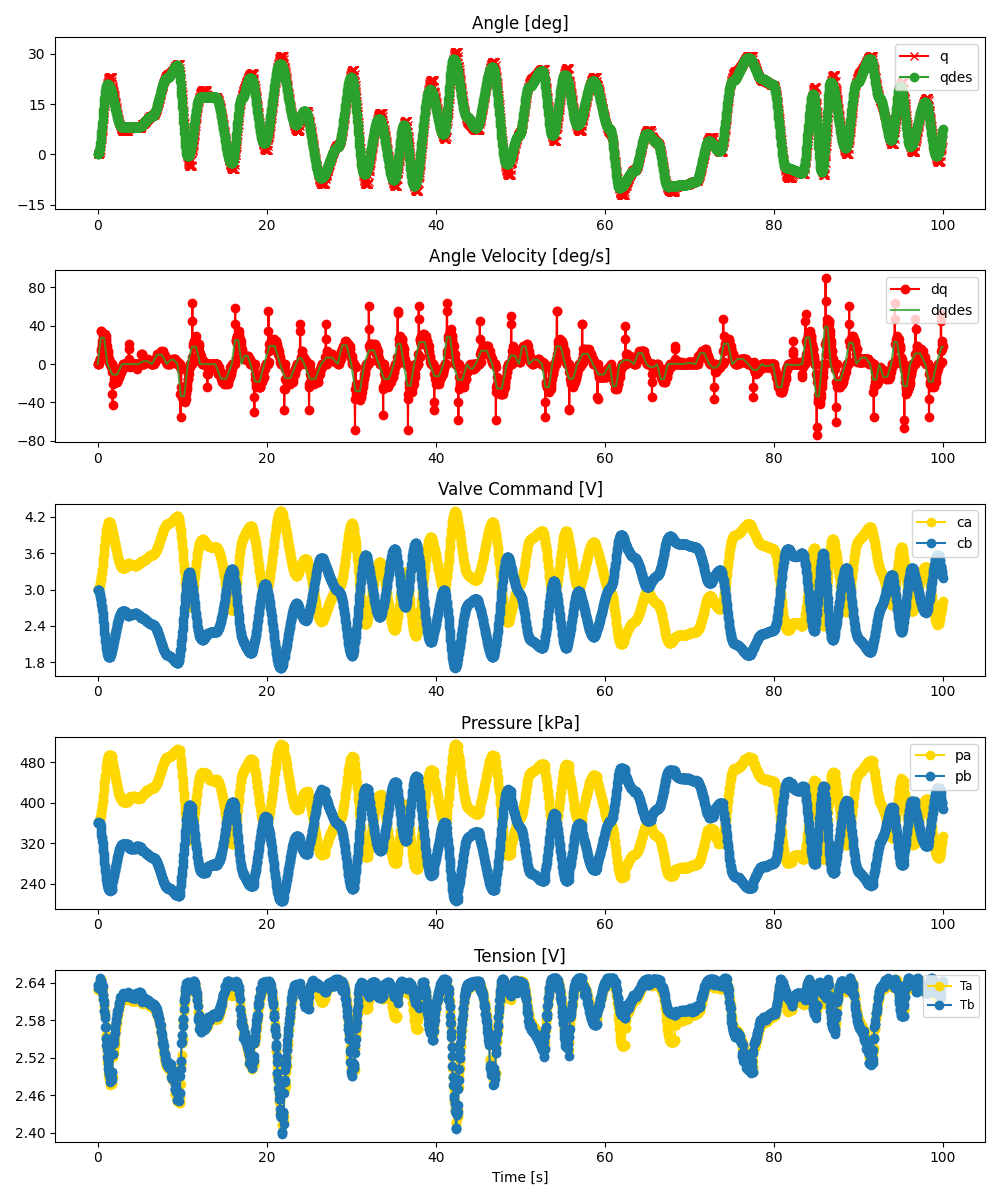 Angle [deg]
30
15
0
−15
q
qdes
0 20 40 60 80 100
Angle Velocity [deg/s]
80
40
0
−40
−80
dq
dqdes
0 20 40 60 80 100
Valve Command [V]
4.2
3.6
3.0
2.4
1.8
ca
cb
0 20 40 60 80 100
Pressure [kPa]
480
400
320
240
pa
pb
0 20 40 60 80 100
Tension [V]
2.64
2.58
2.52
2.46
2.40
Ta
Tb
0 20 40 60 80 100
Time [s]